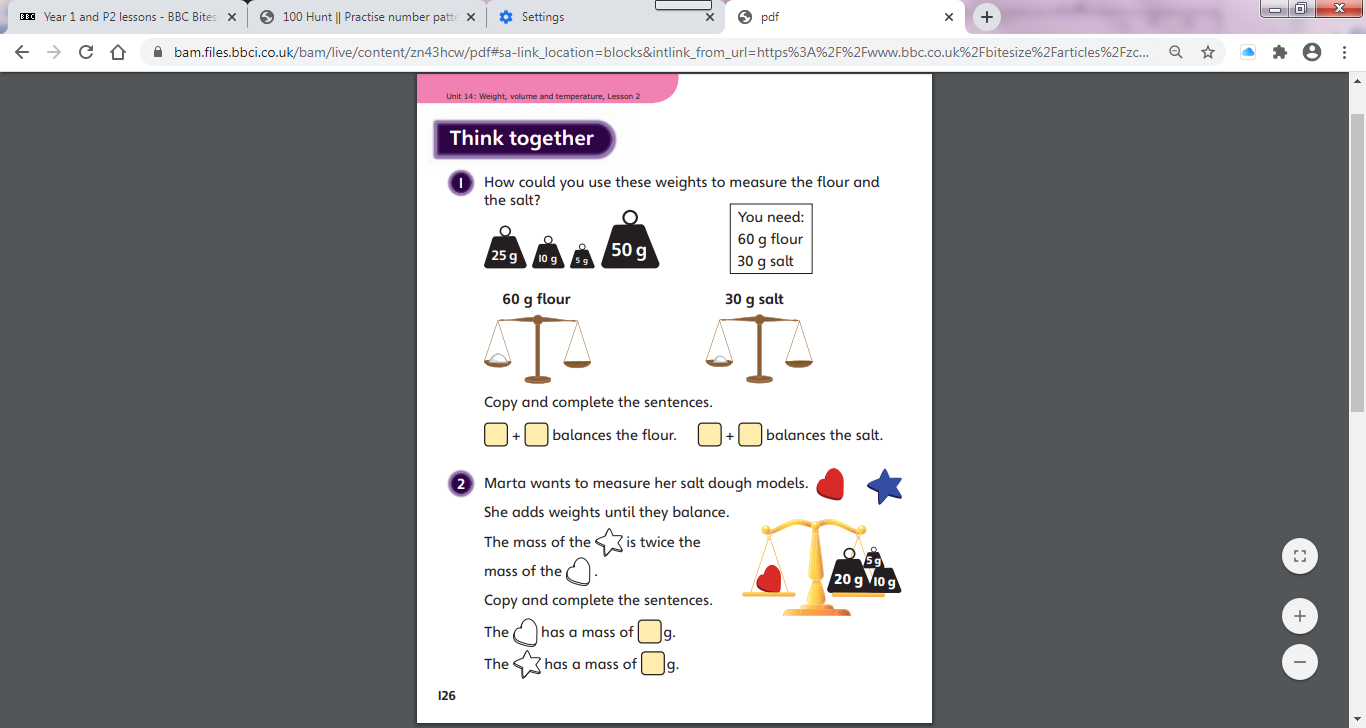 Year 1 and P2 lessons - BBC Bites
100 Hunt || Practise number patte
Settings
pdf
bam.files.bbci.co.uk/bam/live/content/zn43hcw/pdf#sa-link_location=blocks&intlink_from_url=https%3A%2F%2Fwww.bbc.co.uk%2Fbitesize%2Farticles%2Fzc...
Unit 14: Weight, volume and temperature, Lesson 2
Think together
1 How could you use these weights to measure the flour and
the salt?
25 g 10 g 5 g 50 g
You need:
60 g flour
30 g salt
60 g flour 30 g salt
Copy and complete the sentences.
+ balances the flour. + balances the salt.
2 Marta wants to measure her salt dough models.
She adds weights until they balance.
The mass of the is twice the
mass of the .
20 g 5 g 10 g
Copy and complete the sentences.
The has a mass of g.
The has a mass of g.
126